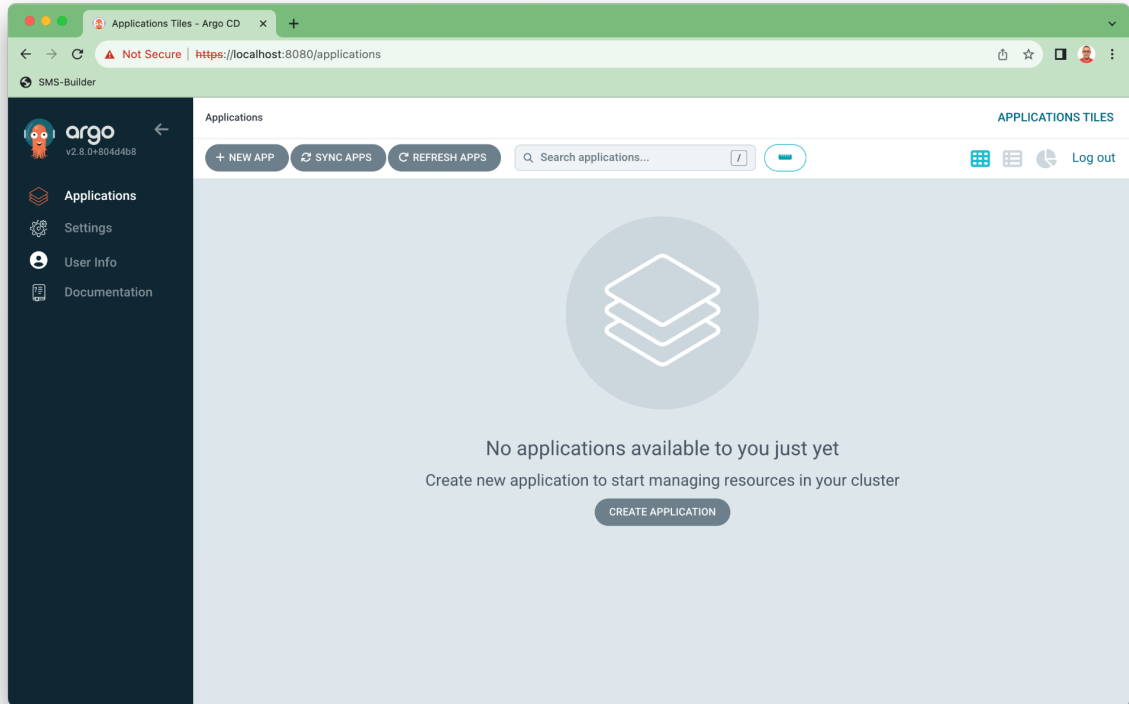 Applications Tiles - Argo CD
Not Secure https://localhost:8080/applications
SMS-Builder
argo
v2.8.0+804d4b8
Applications
Settings
User Info
Documentation
Applications
APPLICATIONS TILES
+ NEW APP SYNC APPS REFRESH APPS Search applications... / Log out
No applications available to you just yet
Create new application to start managing resources in your cluster
CREATE APPLICATION